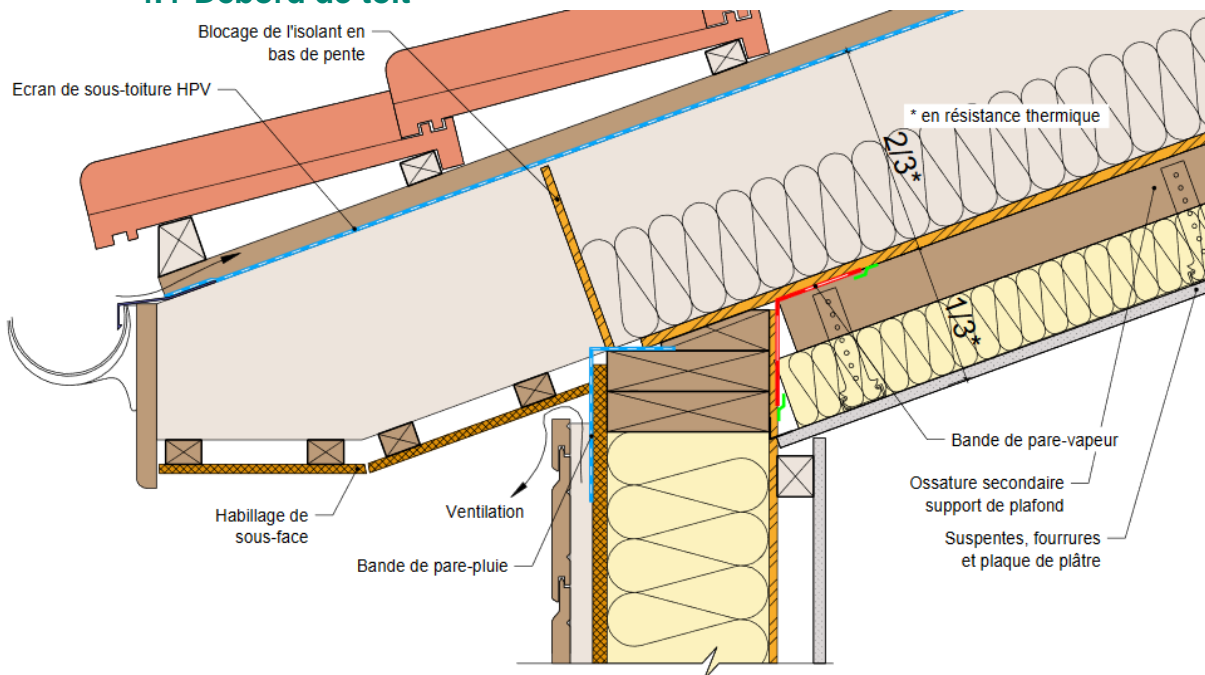 Blocage de l'isolant en
bas de pente
Ecran de sous-toiture HPV
* en résistance thermique
2/3*
1/3*
Bande de pare-vapeur
Ossature secondaire
support de plafond
Suspentes, fourrures
et plaque de plâtre
Ventilation
Habillage de
sous-face
Bande de pare-pluie